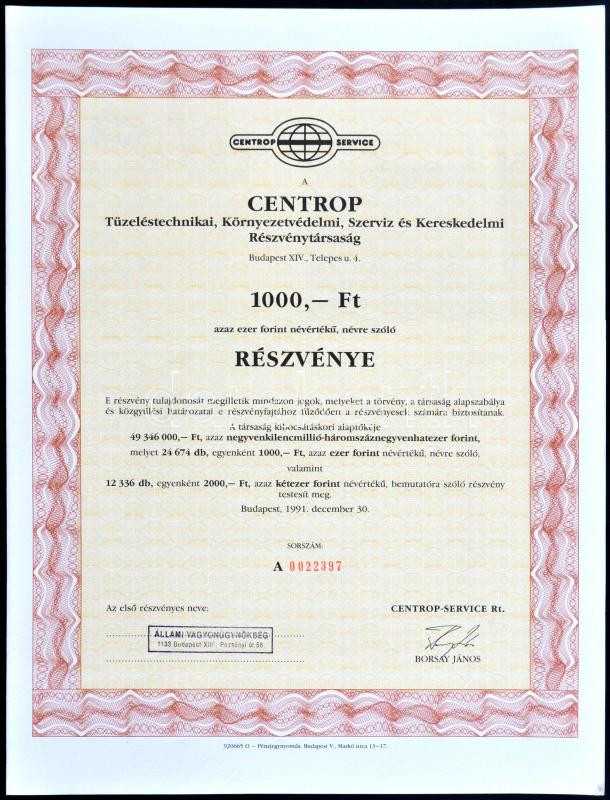 CENTROP SERVICE
A
CENTROP
Tüzeléstechnikai, Környezetvédelmi, Szerviz és Kereskedelmi
Részvénytársaság
Budapest XIV., Telepes u. 4.
1000,— Ft
azaz ezer forint névértékű, névre szóló
RÉSZVÉNYE
E részvény tulajdonosát megilletik mindazon jogok, melyeket a törvény, a társaság alapszabálya
és közgyűlési határozatai e részvényfajtához fűződően a részvényesek számára biztosítanak.
A társaság kibocsátáskori alaptőkéje
49 346 000,— Ft, azaz negyvenkilencmillió-háromszáznegyvenhatezer forint,
melyet 24 674 db, egyenként 1000,— Ft, azaz ezer forint névértékű, névre szóló,
valamint
12 336 db, egyenként 2000,— Ft, azaz kétezer forint névértékű, bemutatóra szóló részvény
testesít meg.
Budapest, 1991. december 30.
SORSZÁM:
A 0022397
Az első részvényes neve:
CENTROP-SERVICE Rt.
ÁLLAMI VAGYONÜGYNÖKSÉG
1133 Budapest XIII., Pozsonyi út 56.
BORSAY JÁNOS
920665 O – Pénzjegynyomda, Budapest V., Markó utca 13–17.